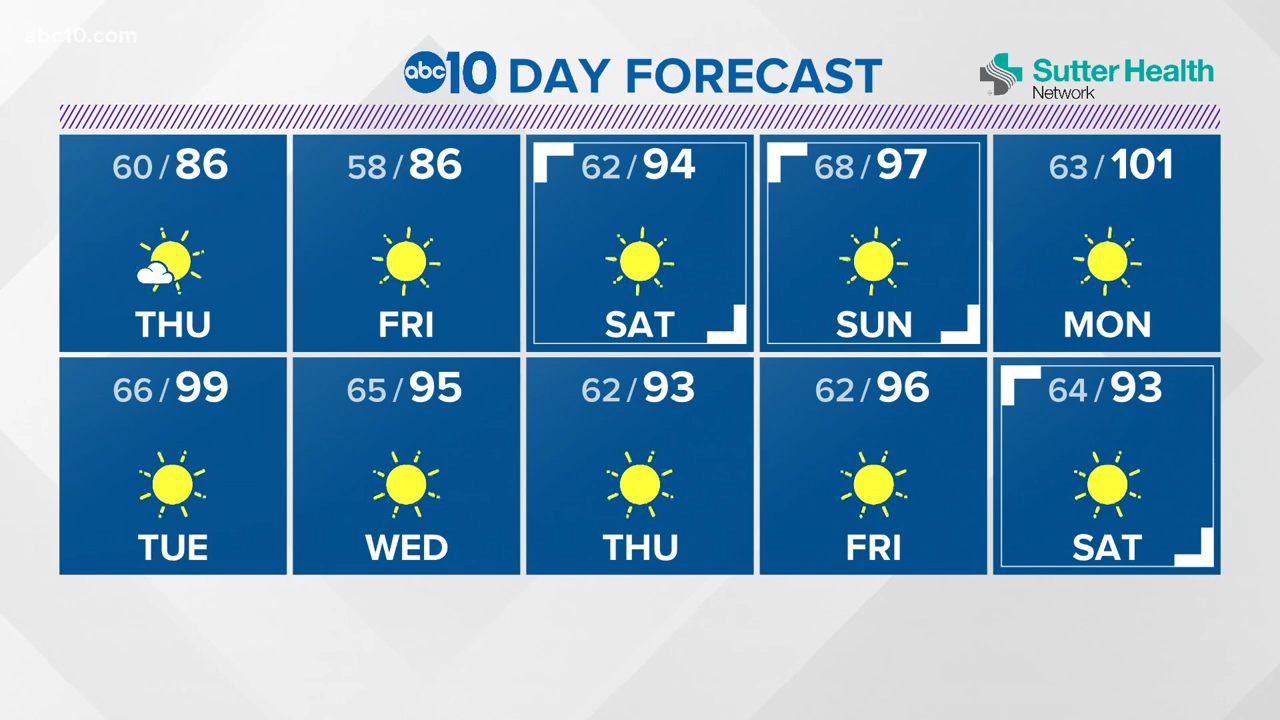 abc10.com
abc10 DAY FORECAST
Sutter Health
Network
60/86
THU
58/86
FRI
62/94
SAT
68/97
SUN
63/101
MON
66/99
TUE
65/95
WED
62/93
THU
62/96
FRI
64/93
SAT